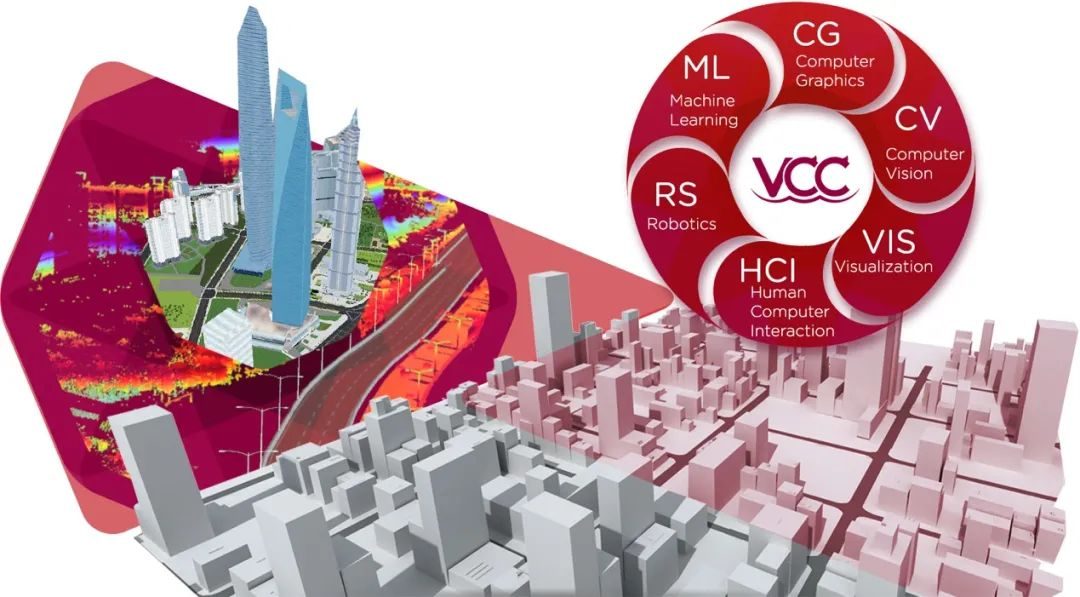 CG
Computer
Graphics
CV
Computer
Vision
VIS
Visualization
HCI
Human
Computer
Interaction
RS
Robotics
ML
Machine
Learning
VCC